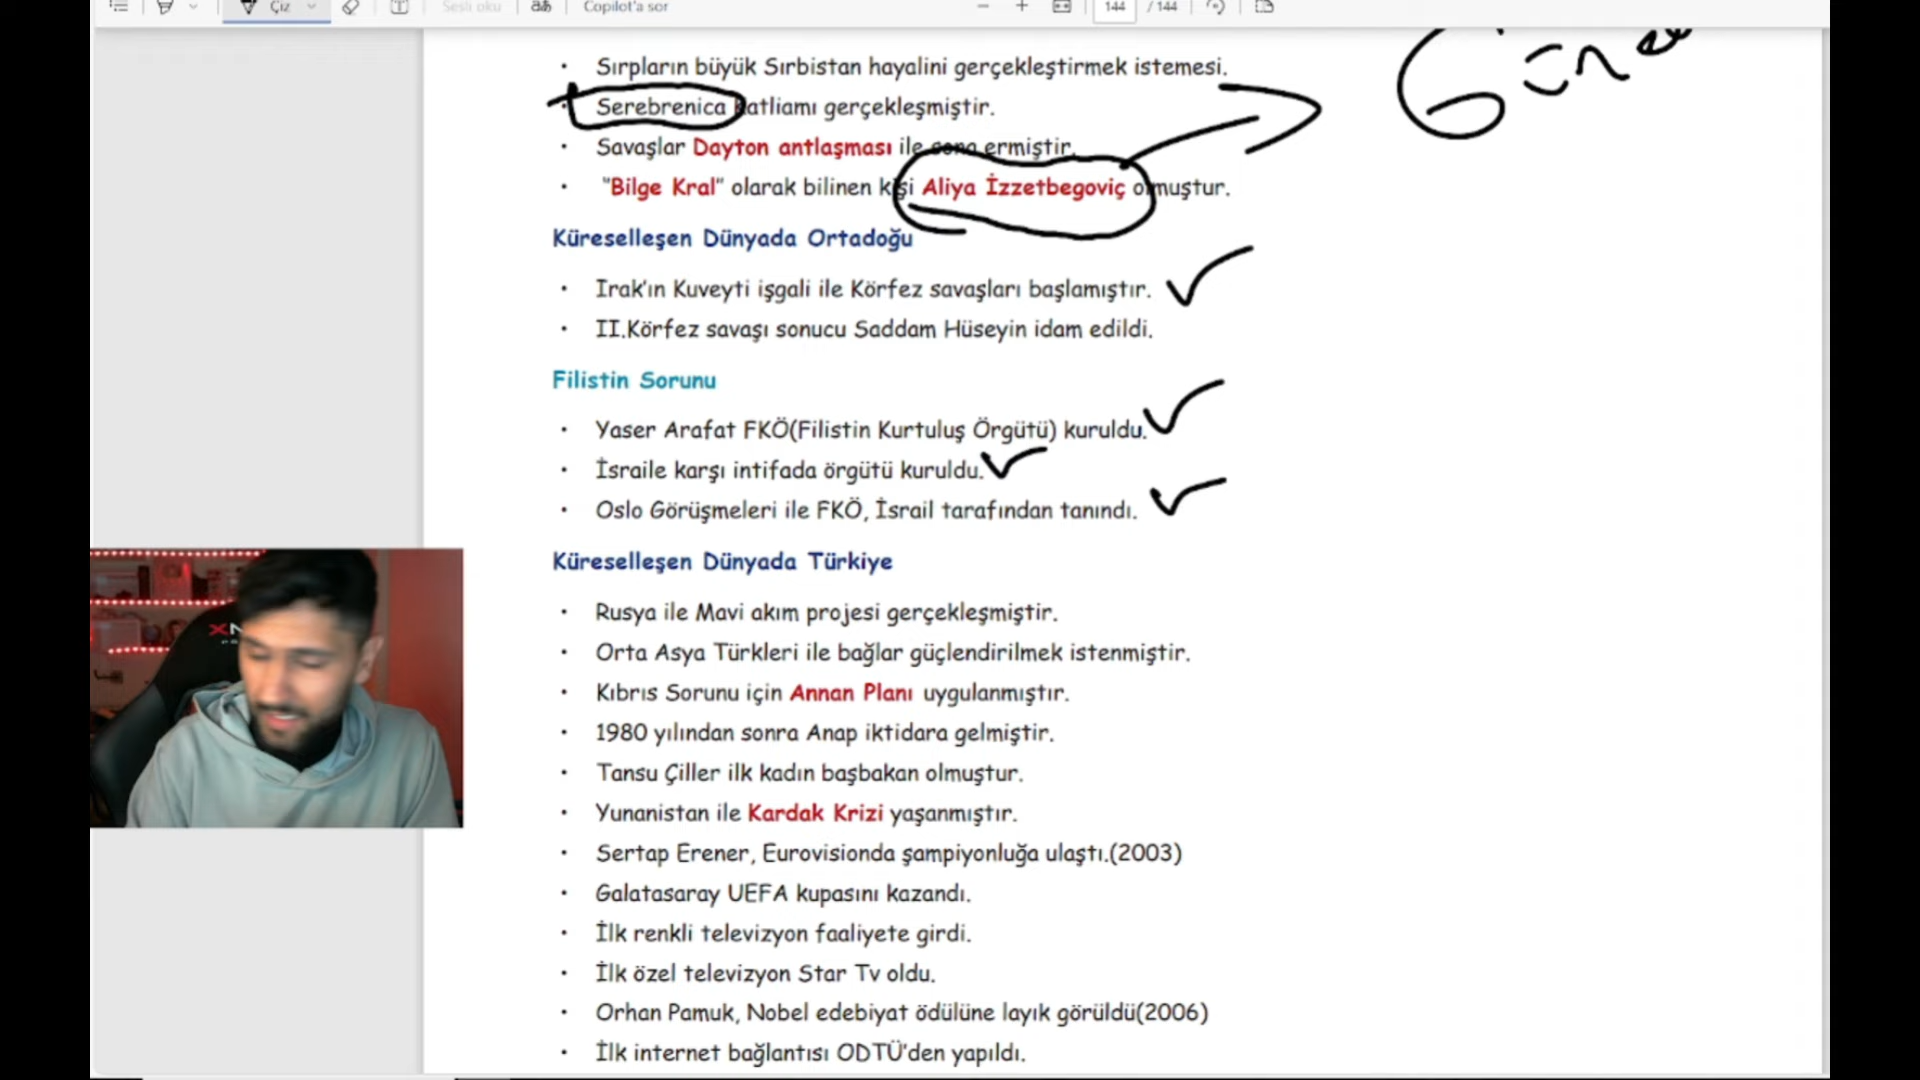 Çiz
Sesli oku
Copilot'a sor
144
/ 144
Sırpların büyük Sırbistan hayalini gerçekleştirmek istemesi.
Serebrenica katliamı gerçekleşmiştir.
Savaşlar Dayton antlaşması ile sona ermiştir.
"Bilge Kral" olarak bilinen kişi Aliya İzzetbegoviç olmuştur.
Küreselleşen Dünyada Ortadoğu
Irak'ın Kuveyti işgali ile Körfez savaşları başlamıştır.
II.Körfez savaşı sonucu Saddam Hüseyin idam edildi.
Filistin Sorunu
Yaser Arafat FKÖ(Filistin Kurtuluş Örgütü) kuruldu.
İsraile karşı intifada örgütü kuruldu.
Oslo Görüşmeleri ile FKÖ, İsrail tarafından tanındı.
Küreselleşen Dünyada Türkiye
Rusya ile Mavi akım projesi gerçekleşmiştir.
Orta Asya Türkleri ile bağlar güçlendirilmek istenmiştir.
Kıbrıs Sorunu için Annan Planı uygulanmıştır.
1980 yılından sonra Anap iktidara gelmiştir.
Tansu Çiller ilk kadın başbakan olmuştur.
Yunanistan ile Kardak Krizi yaşanmıştır.
Sertap Erener, Eurovisionda şampiyonluğa ulaştı.(2003)
Galatasaray UEFA kupasını kazandı.
İlk renkli televizyon faaliyete girdi.
İlk özel televizyon Star Tv oldu.
Orhan Pamuk, Nobel edebiyat ödülüne layık görüldü(2006)
İlk internet bağlantısı ODTÜ'den yapıldı.